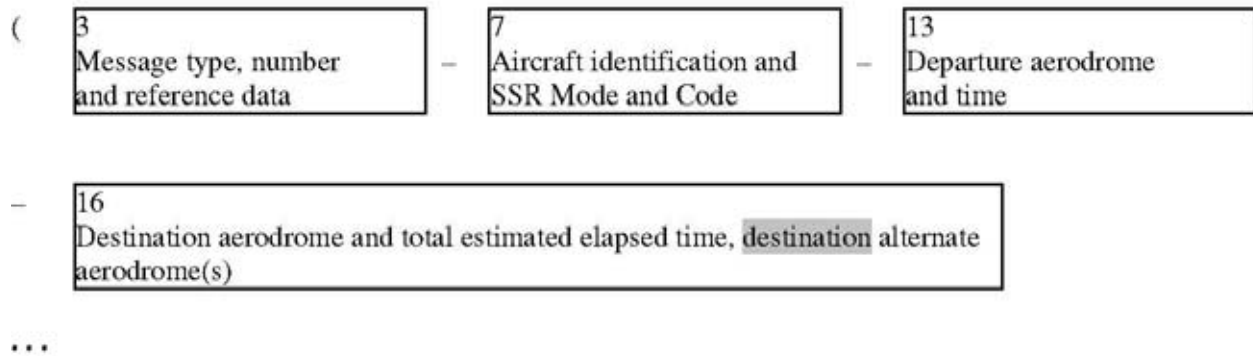 ( 3 7 13
Message type, number – Aircraft identification and – Departure aerodrome
and reference data SSR Mode and Code and time
– 16
Destination aerodrome and total estimated elapsed time, destination alternate
aerodrome(s)
...